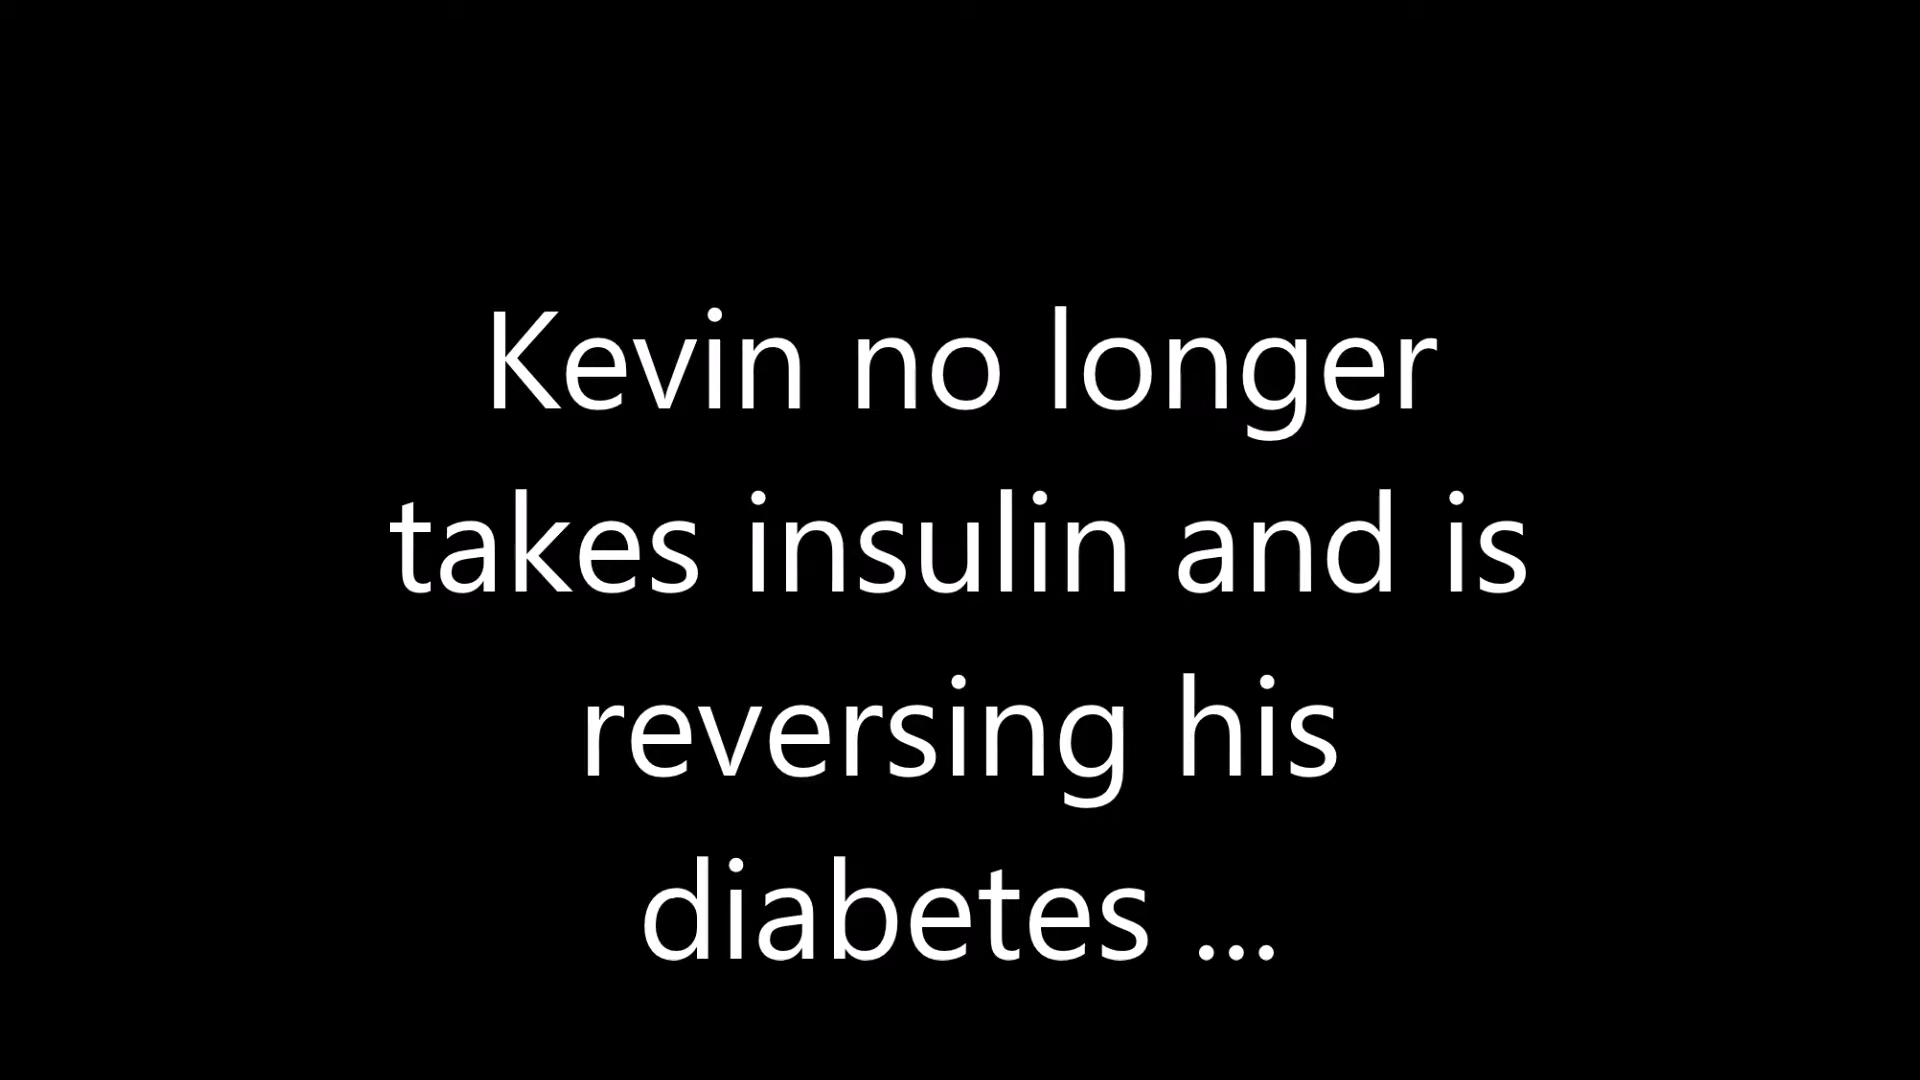 Kevin no longer
takes insulin and is
reversing his
diabetes ...